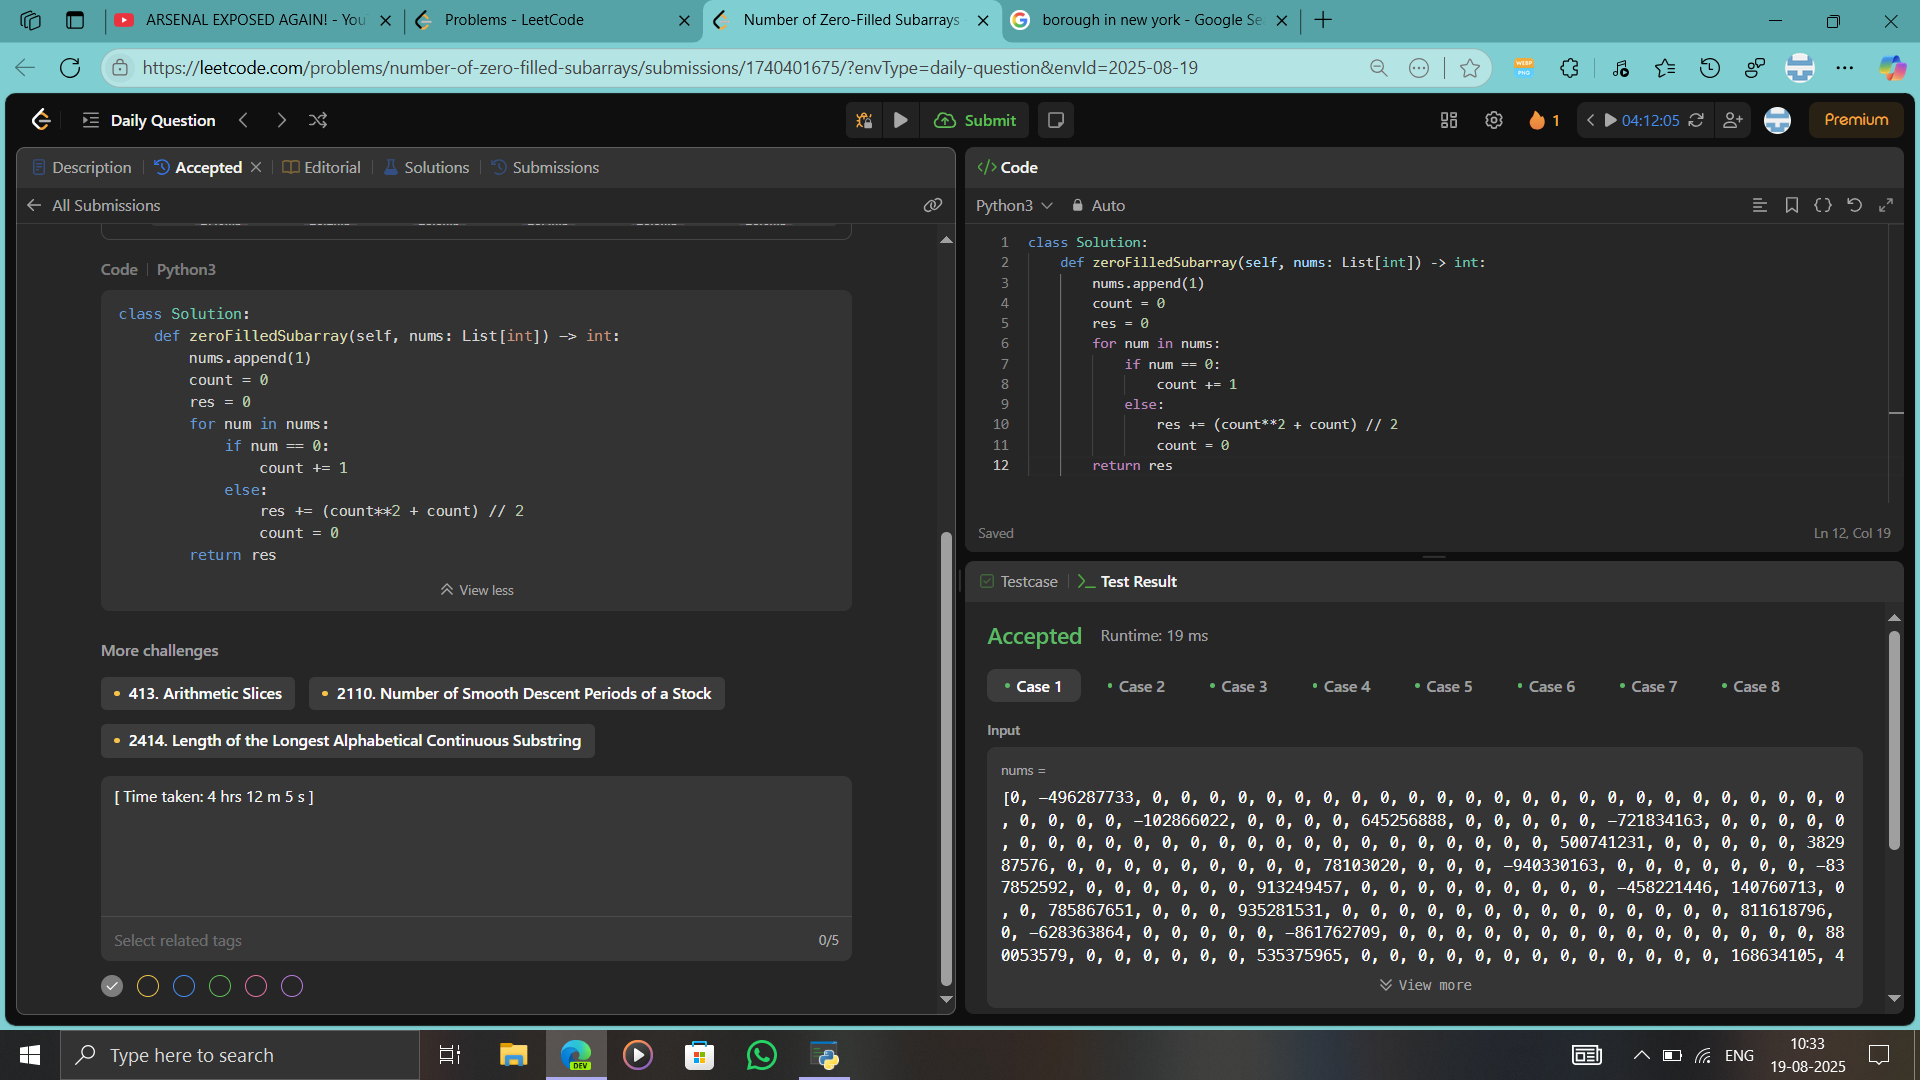 ARSENAL EXPOSED AGAIN! - You
Problems - LeetCode
Number of Zero-Filled Subarrays
borough in new york - Google Se
https://leetcode.com/problems/number-of-zero-filled-subarrays/submissions/1740401675/?envType=daily-question&envId=2025-08-19
Daily Question
Submit
1
04:12:05
Premium
Description
Accepted
Editorial
Solutions
Submissions
All Submissions
Code
Python3
class Solution:
def zeroFilledSubarray(self, nums: List[int]) -> int:
nums.append(1)
count = 0
res = 0
for num in nums:
if num == 0:
count += 1
else:
res += (count**2 + count) // 2
count = 0
return res
View less
More challenges
413. Arithmetic Slices
2110. Number of Smooth Descent Periods of a Stock
2414. Length of the Longest Alphabetical Continuous Substring
[ Time taken: 4 hrs 12 m 5 s ]
Select related tags
0/5
</> Code
Python3
Auto
1 class Solution:
2 def zeroFilledSubarray(self, nums: List[int]) -> int:
3 nums.append(1)
4 count = 0
5 res = 0
6 for num in nums:
7 if num == 0:
8 count += 1
9 else:
10 res += (count**2 + count) // 2
11 count = 0
12 return res
Saved
Ln 12, Col 19
Testcase
Test Result
Accepted
Runtime: 19 ms
Case 1
Case 2
Case 3
Case 4
Case 5
Case 6
Case 7
Case 8
Input
nums =
[0, -496287733, 0, 0, 0, 0, 0, 0, 0, 0, 0, 0, 0, 0, 0, 0, 0, 0, 0, 0, 0, 0, 0, 0, 0, 0, 0
, 0, 0, 0, 0, -102866022, 0, 0, 0, 0, 645256888, 0, 0, 0, 0, 0, -721834163, 0, 0, 0, 0, 0
, 0, 0, 0, 0, 0, 0, 0, 0, 0, 0, 0, 0, 0, 0, 0, 0, 0, 0, 0, 500741231, 0, 0, 0, 0, 0, 3829
87576, 0, 0, 0, 0, 0, 0, 0, 0, 0, 78103020, 0, 0, 0, -940330163, 0, 0, 0, 0, 0, 0, 0, -83
7852592, 0, 0, 0, 0, 0, 0, 913249457, 0, 0, 0, 0, 0, 0, 0, 0, 0, -458221446, 140760713, 0
, 0, 785867651, 0, 0, 0, 935281531, 0, 0, 0, 0, 0, 0, 0, 0, 0, 0, 0, 0, 0, 0, 811618796,
0, -628363864, 0, 0, 0, 0, 0, -861762709, 0, 0, 0, 0, 0, 0, 0, 0, 0, 0, 0, 0, 0, 0, 0, 88
0053579, 0, 0, 0, 0, 0, 0, 535375965, 0, 0, 0, 0, 0, 0, 0, 0, 0, 0, 0, 0, 0, 168634105, 4
View more
Type here to search
DEV
ENG
10:33
19-08-2025